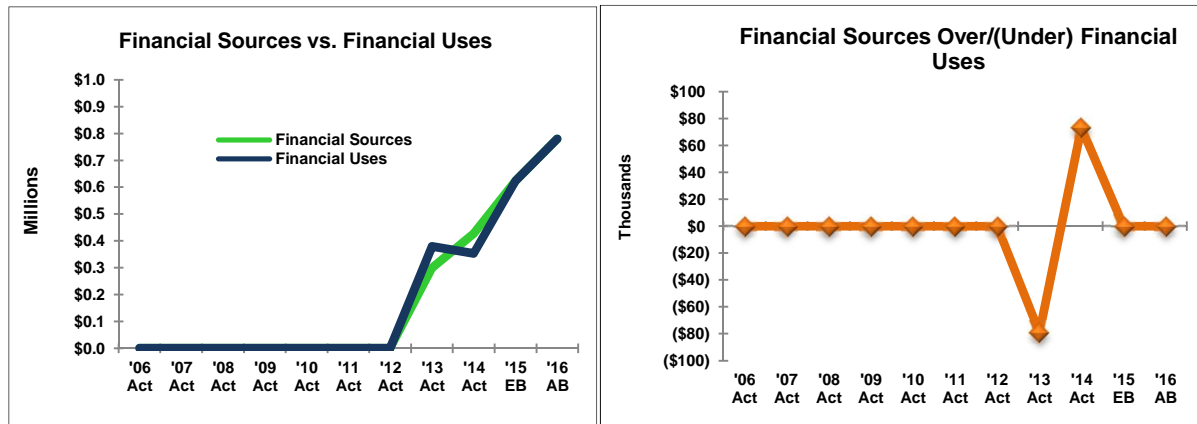 Financial Sources vs. Financial Uses
Millions
$1.0
$0.9
$0.8
$0.7
$0.6
$0.5
$0.4
$0.3
$0.2
$0.1
$0.0
Financial Sources
Financial Uses
'06 '07 '08 '09 '10 '11 '12 '13 '14 '15 '16
Act Act Act Act Act Act Act Act Act EB AB
Financial Sources Over/(Under) Financial
Uses
Thousands
$100
$80
$60
$40
$20
$0
($20)
($40)
($60)
($80)
($100)
'06 '07 '08 '09 '10 '11 '12 '13 '14 '15 '16
Act Act Act Act Act Act Act Act Act EB AB